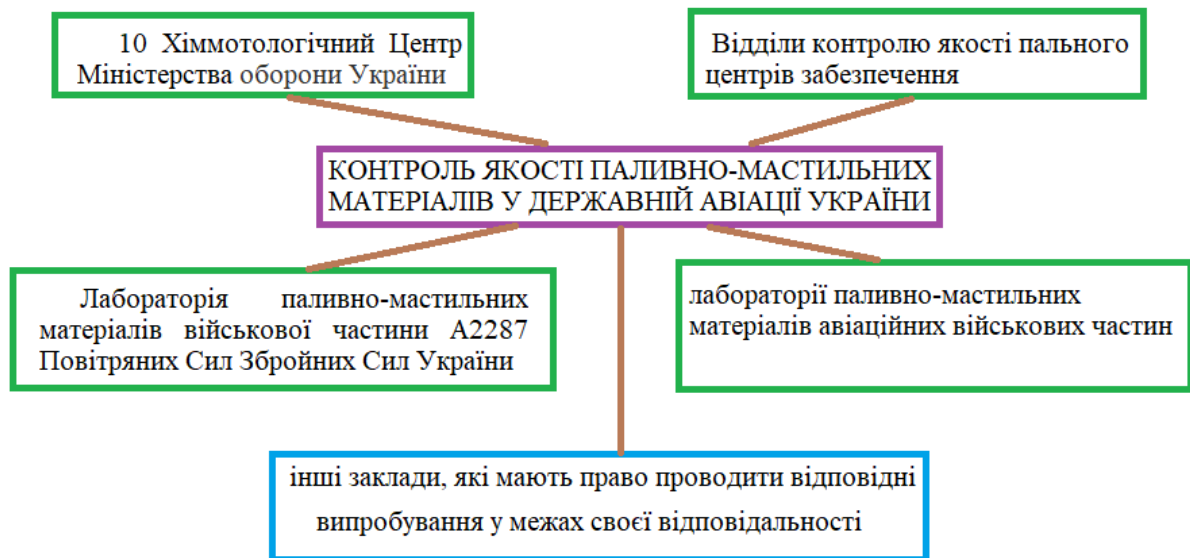 10 Хіммотологічний Центр
Міністерства оборони України
Відділи контролю якості пального
центрів забезпечення
КОНТРОЛЬ ЯКОСТІ ПАЛИВНО-МАСТИЛЬНИХ
МАТЕРІАЛІВ У ДЕРЖАВНІЙ АВІАЦІЇ УКРАЇНИ
Лабораторія паливно-мастильних
матеріалів військової частини А2287
Повітряних Сил Збройних Сил України
лабораторії паливно-мастильних
матеріалів авіаційних військових частин
інші заклади, які мають право проводити відповідні
випробування у межах своєї відповідальності